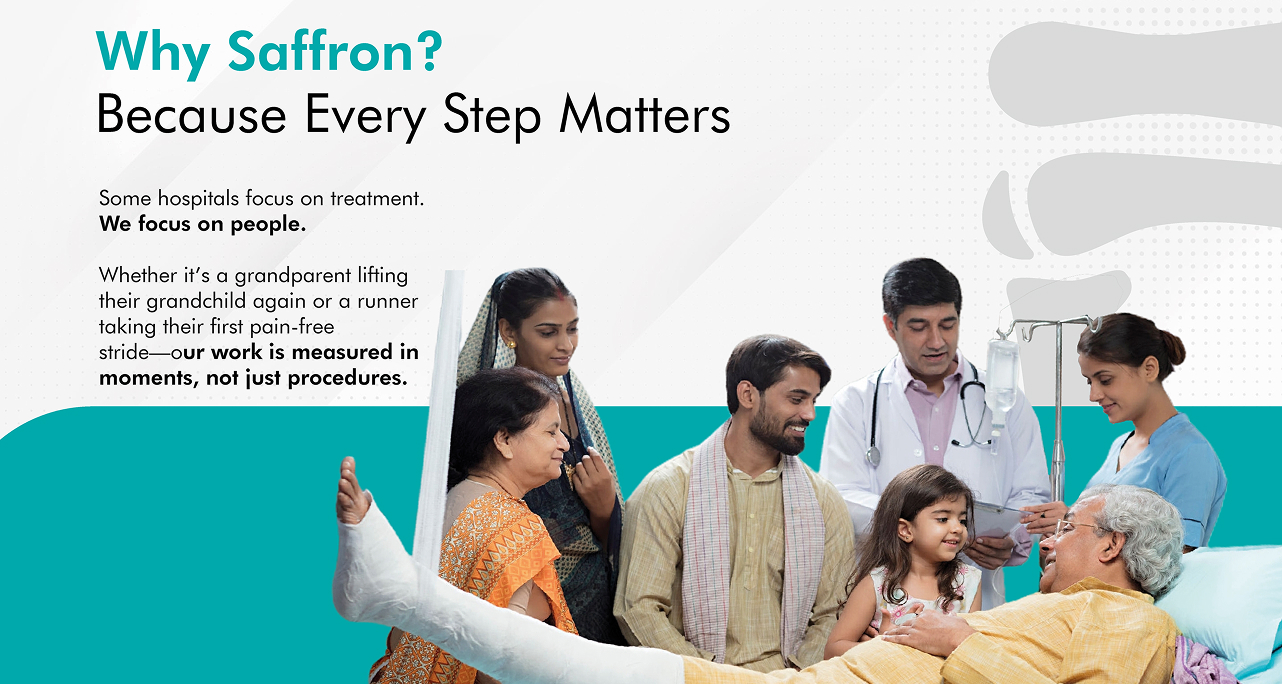 Why Saffron?
Because Every Step Matters
Some hospitals focus on treatment.
We focus on people.
Whether it’s a grandparent lifting
their grandchild again or a runner
taking their first pain-free
stride—our work is measured in
moments, not just procedures.